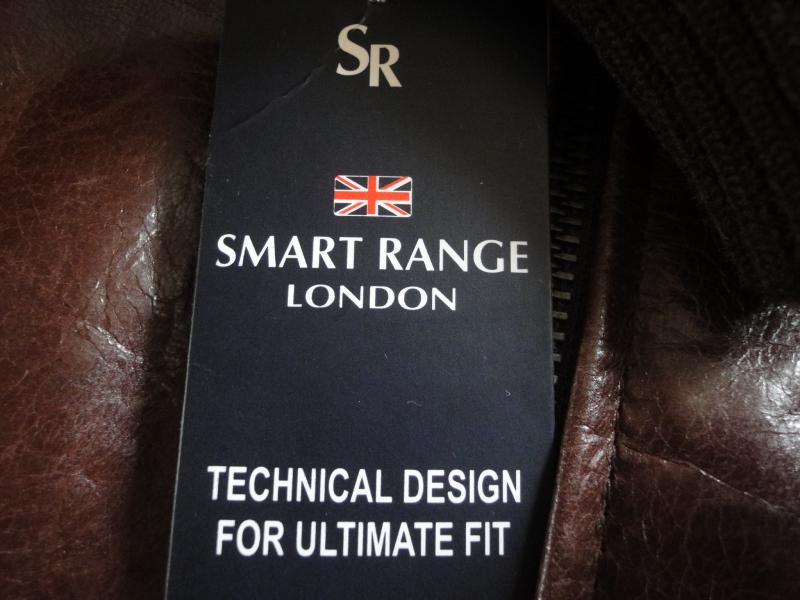 SR
SMART RANGE
LONDON
TECHNICAL DESIGN
FOR ULTIMATE FIT